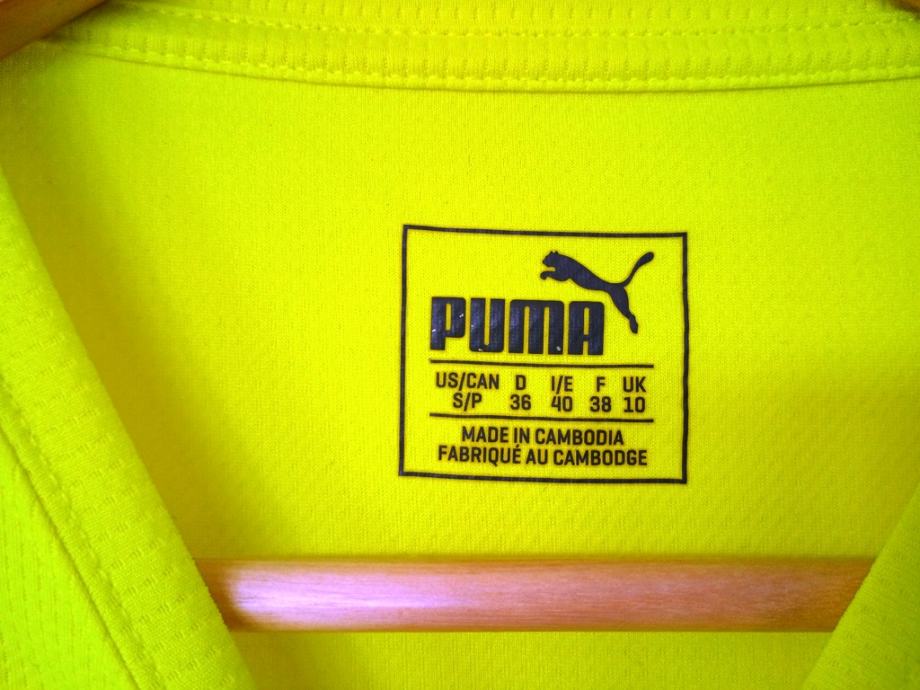 PUMA
US/CAN D I/E F UK
S/P 36 40 38 10
MADE IN CAMBODIA
FABRIQUÉ AU CAMBODGE